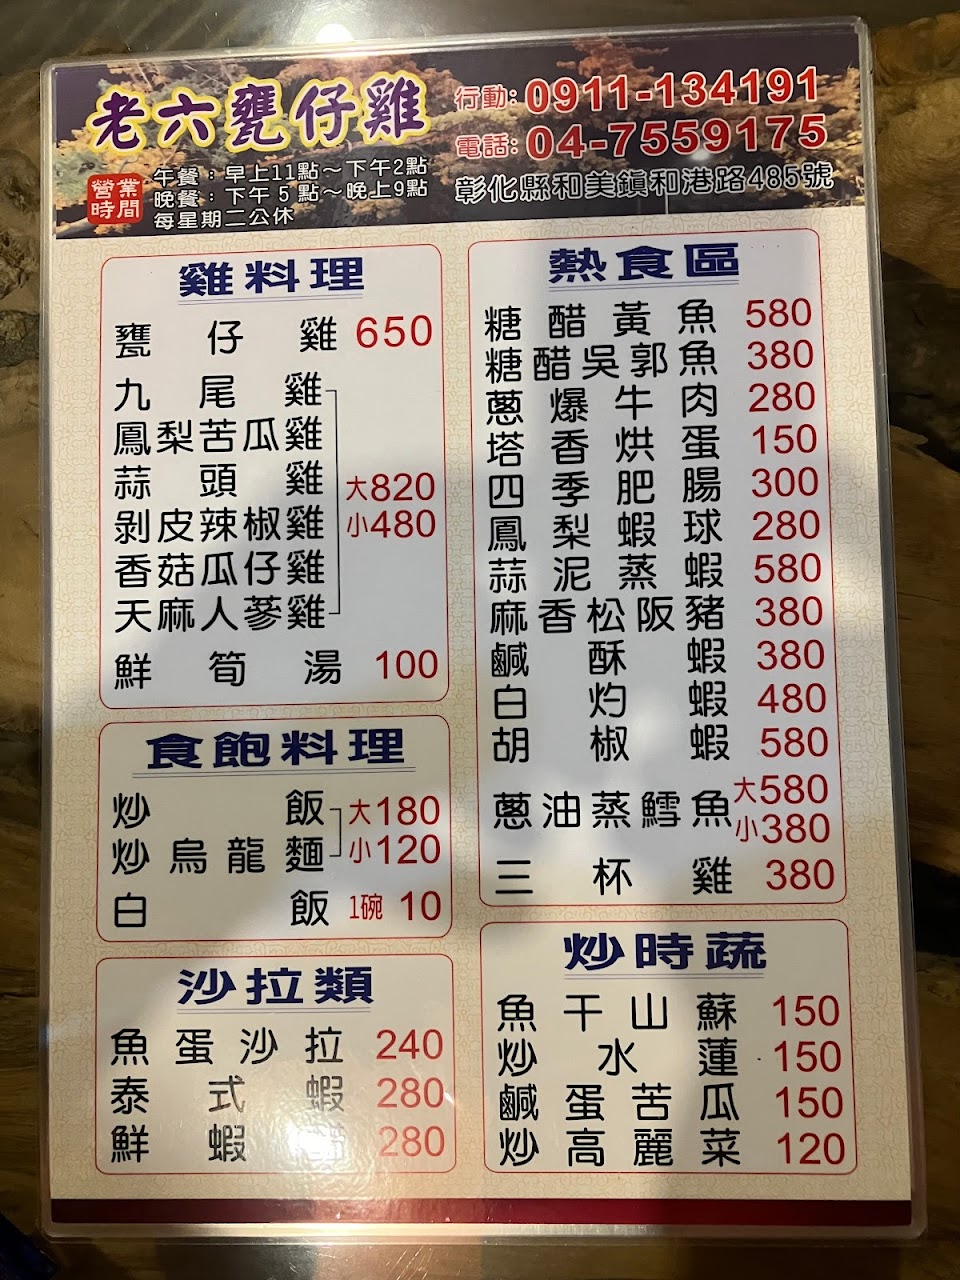 老六甕仔雞
行動: 0911-134191
電話: 04-7559175
營業時間
午餐：早上11點～下午2點
晚餐：下午5點～晚上9點
每星期二公休
彰化縣和美鎮和港路485號
雞料理
甕仔雞 650
九尾雞
鳳梨苦瓜雞
蒜頭雞
剝皮辣椒雞
香菇瓜仔雞
天麻人蔘雞
大820
小480
鮮筍湯 100
食飽料理
炒飯
炒烏龍麵
大180
小120
白飯 1碗 10
沙拉類
魚蛋沙拉 240
泰式蝦 280
鮮蝦 280
熱食區
糖醋黃魚 580
糖醋吳郭魚 380
蔥爆牛肉 280
塔香烘蛋 150
四季肥腸 300
鳳梨蝦球 280
蒜泥蒸蝦 580
麻香松阪豬 380
鹹酥蝦 380
白灼蝦 480
胡椒蝦 580
蔥油蒸鱈魚 大580
小380
三杯雞 380
炒時蔬
魚干山蘇 150
炒水蓮 150
鹹蛋苦瓜 150
炒高麗菜 120